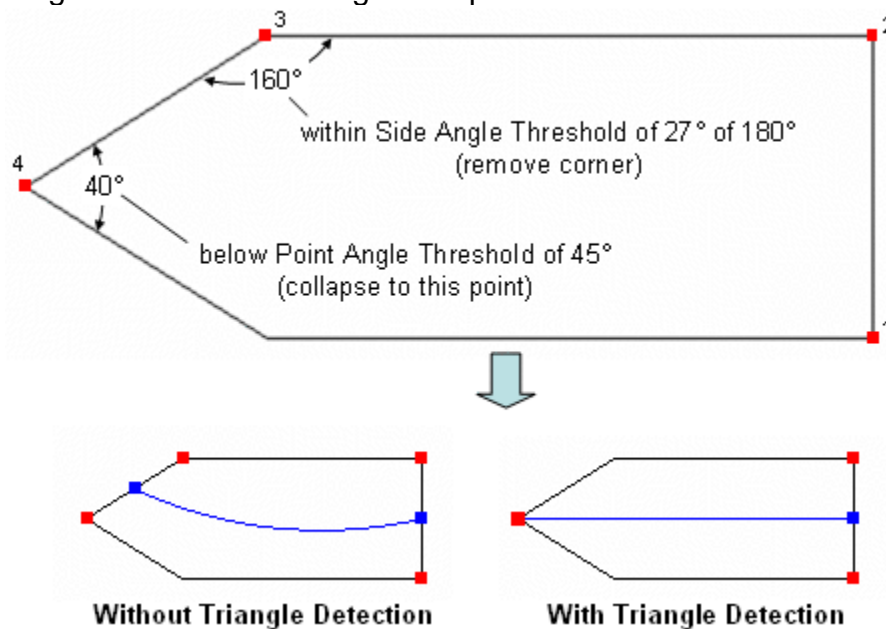 3
2
160°
within Side Angle Threshold of 27° of 180°
(remove corner)
4
40°
below Point Angle Threshold of 45°
(collapse to this point)
Without Triangle Detection
With Triangle Detection